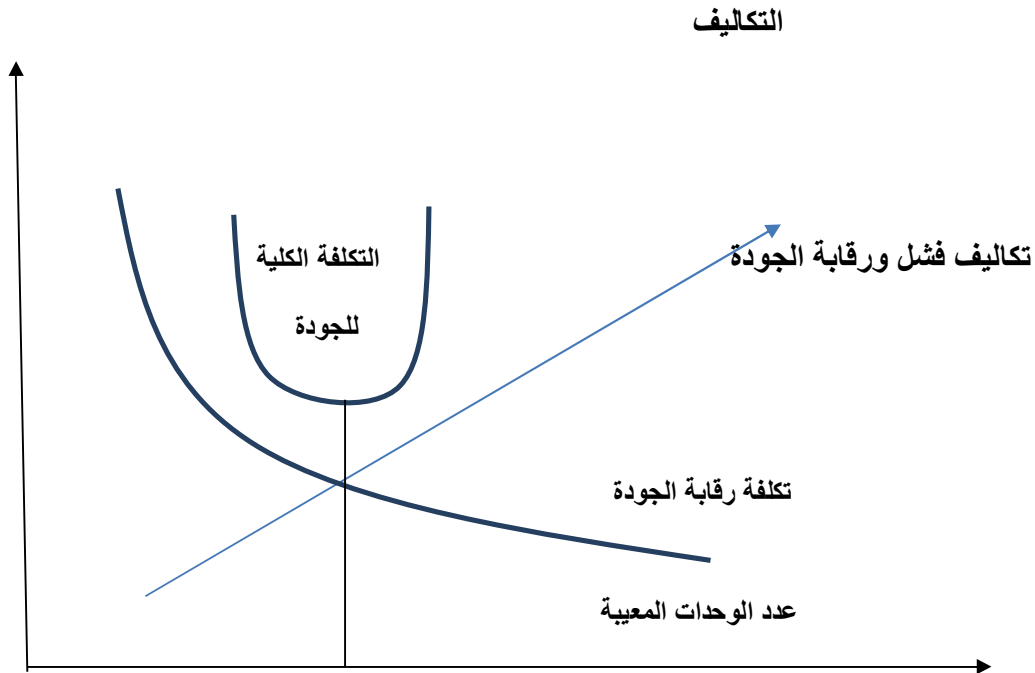 التكاليف
التكلفة الكلية
للجودة
تكاليف فشل ورقابة الجودة
تكلفة رقابة الجودة
عدد الوحدات المعيبة